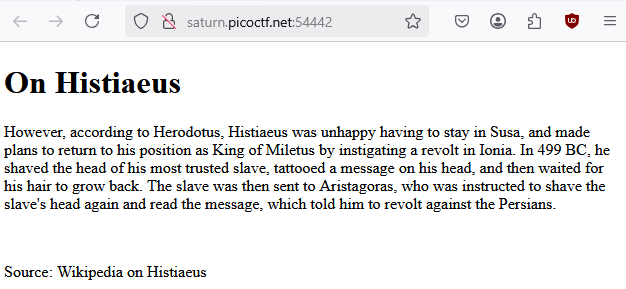 saturn.picoctf.net:54442
On Histiaeus
However, according to Herodotus, Histiaeus was unhappy having to stay in Susa, and made
plans to return to his position as King of Miletus by instigating a revolt in Ionia. In 499 BC, he
shaved the head of his most trusted slave, tattooed a message on his head, and then waited for
his hair to grow back. The slave was then sent to Aristagoras, who was instructed to shave the
slave's head again and read the message, which told him to revolt against the Persians.
Source: Wikipedia on Histiaeus